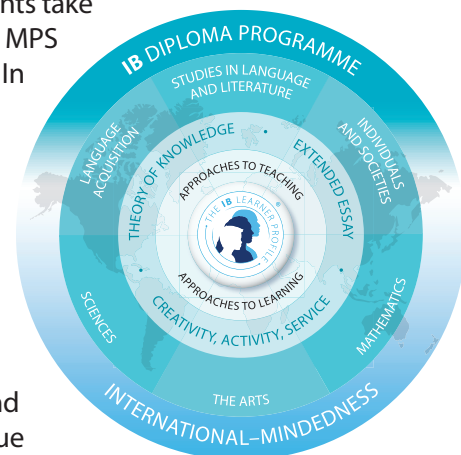 nts take
MPS
In
nd
ue
IB DIPLOMA PROGRAMME
STUDIES IN LANGUAGE
AND LITERATURE
LANGUAGE
ACQUISITION
INDIVIDUALS
AND SOCIETIES
THEORY OF KNOWLEDGE
EXTENDED ESSAY
APPROACHES TO TEACHING
THE IB LEARNER PROFILE
®
APPROACHES TO LEARNING
CREATIVITY, ACTIVITY, SERVICE
SCIENCES
MATHEMATICS
THE ARTS
INTERNATIONAL–MINDEDNESS